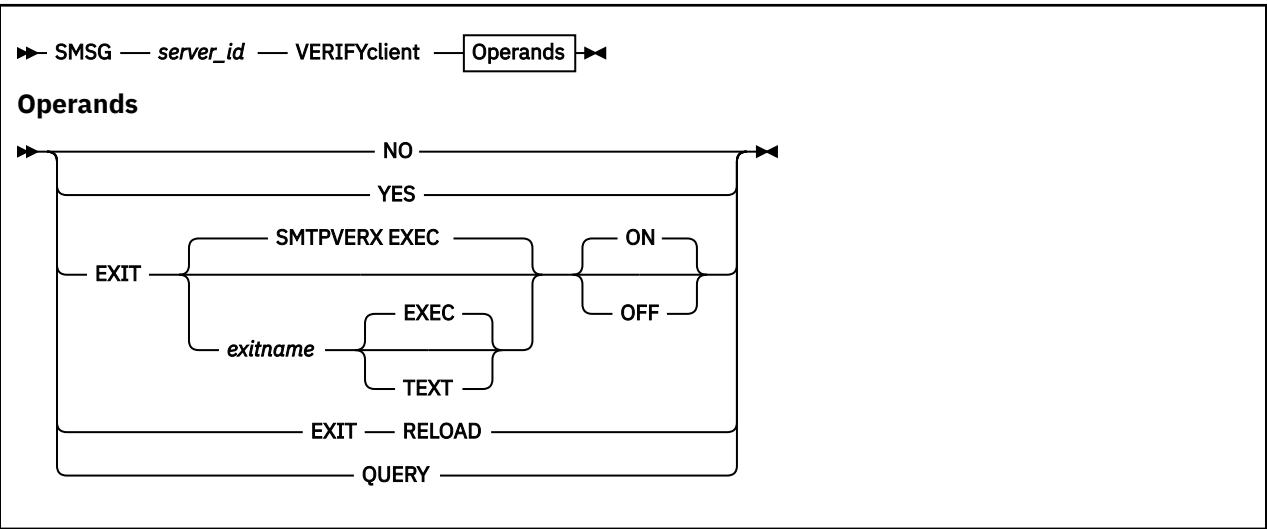 SMSG server_id VERIFYclient Operands
Operands
NO
YES
SMTPVERX EXEC ON
EXIT
EXEC OFF
exitname
TEXT
EXIT RELOAD
QUERY